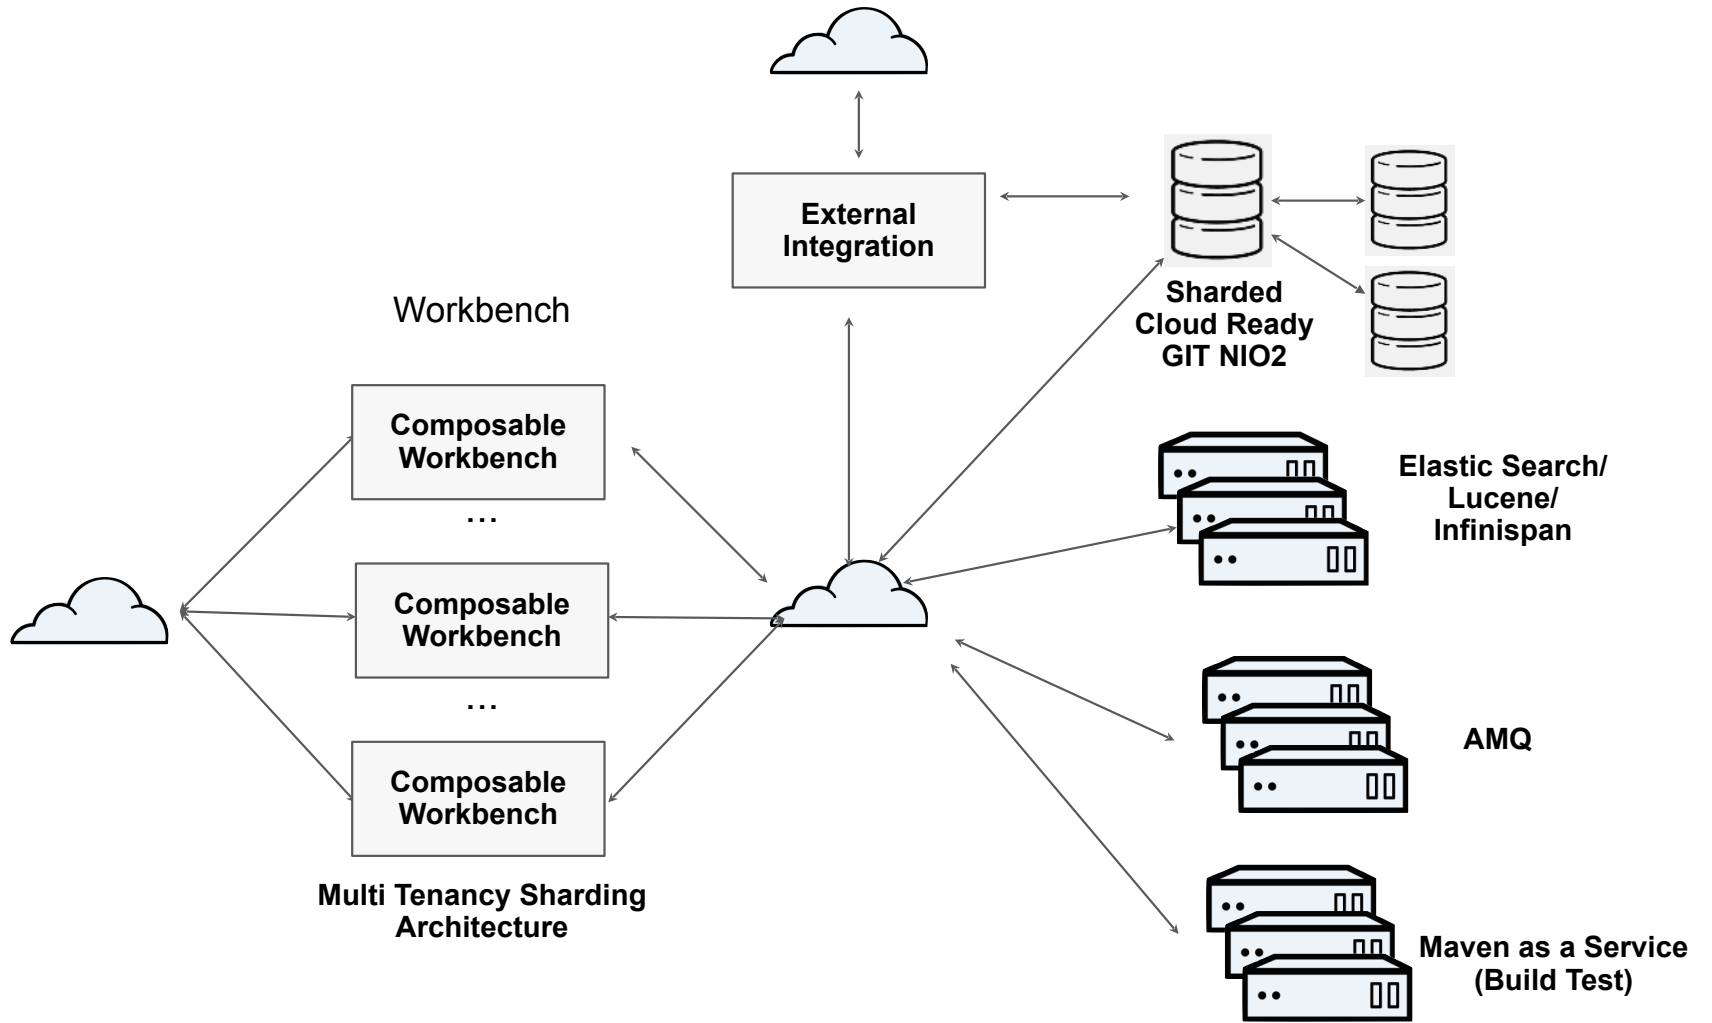 External
Integration
Workbench
Sharded
Cloud Ready
GIT NIO2
Composable
Workbench
...
Elastic Search/
Lucene/
Infinispan
Composable
Workbench
...
AMQ
Composable
Workbench
Multi Tenancy Sharding
Architecture
Maven as a Service
(Build Test)